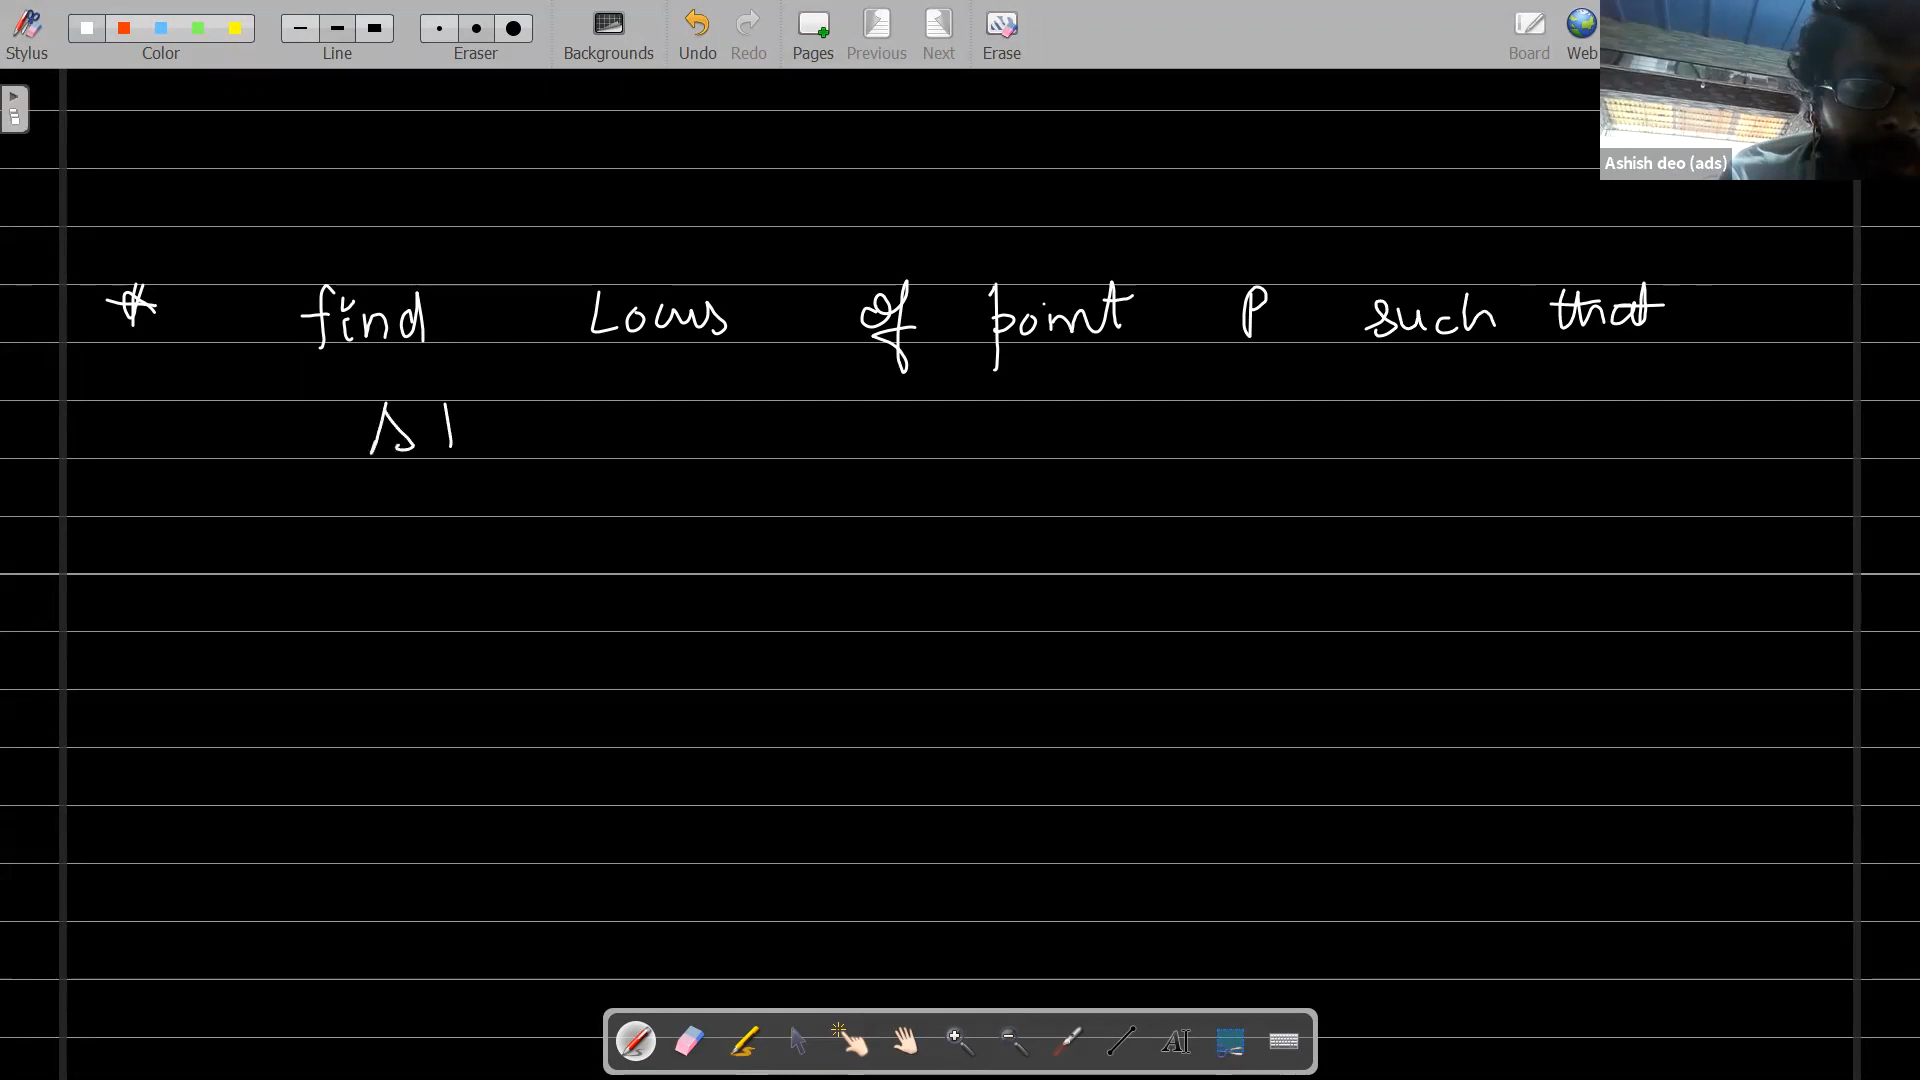 Stylus Color Line Eraser Backgrounds Undo Redo Pages Previous Next Erase Board Web
Ashish deo (ads)
* find Locus of point P such that